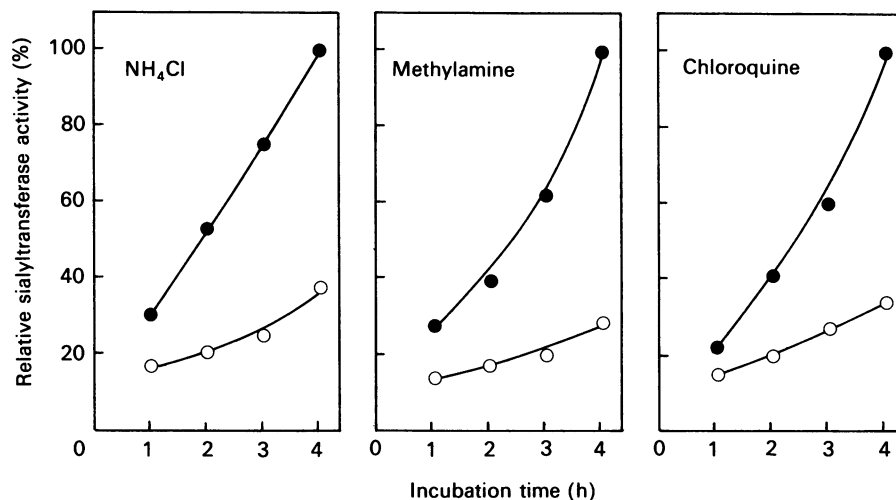 Relative sialyltransferase activity (%)
100
80
60
40
20
0
NH₄Cl
1 2 3 4
Methylamine
0 1 2 3 4
Chloroquine
0 1 2 3 4
Incubation time (h)